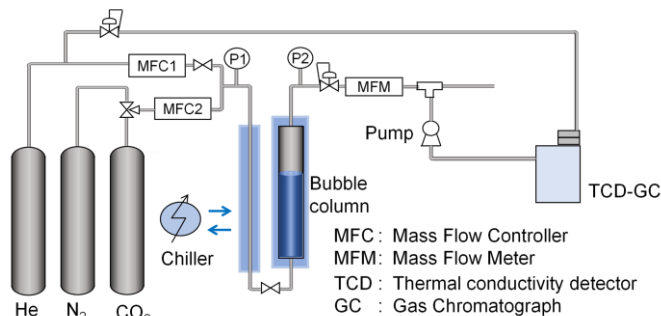 MFC1
P1
P2
MFC2
MFM
Pump
TCD-GC
Bubble
column
Chiller
MFC : Mass Flow Controller
MFM : Mass Flow Meter
TCD : Thermal conductivity detector
GC : Gas Chromatograph
He
N₂
CO₂